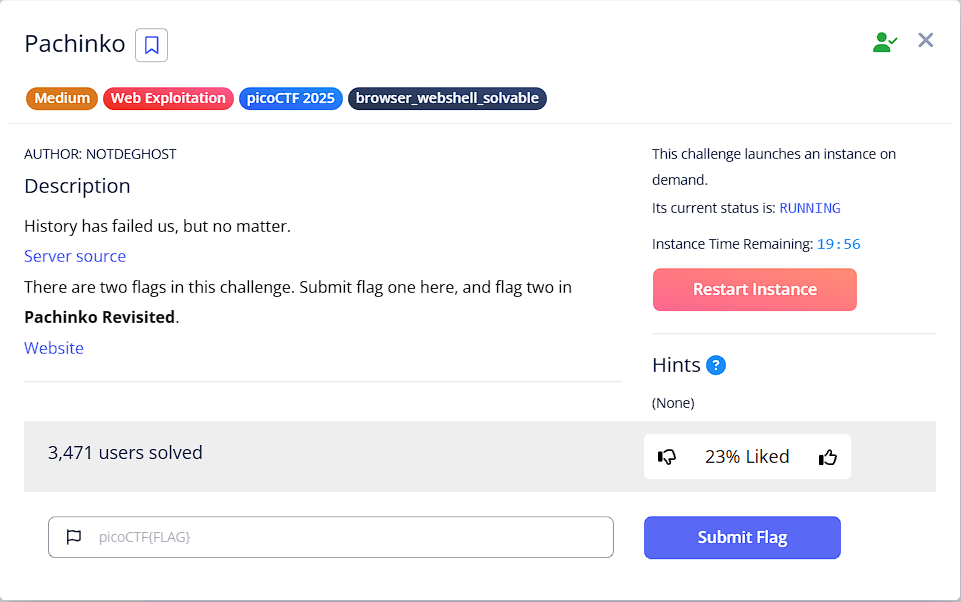 Pachinko
Medium Web Exploitation picoCTF 2025 browser_webshell_solvable
AUTHOR: NOTDEGHOST
Description
History has failed us, but no matter.
Server source
There are two flags in this challenge. Submit flag one here, and flag two in
Pachinko Revisited.
Website
This challenge launches an instance on
demand.
Its current status is: RUNNING
Instance Time Remaining: 19:56
Restart Instance
Hints ?
(None)
3,471 users solved
23% Liked
picoCTF{FLAG}
Submit Flag